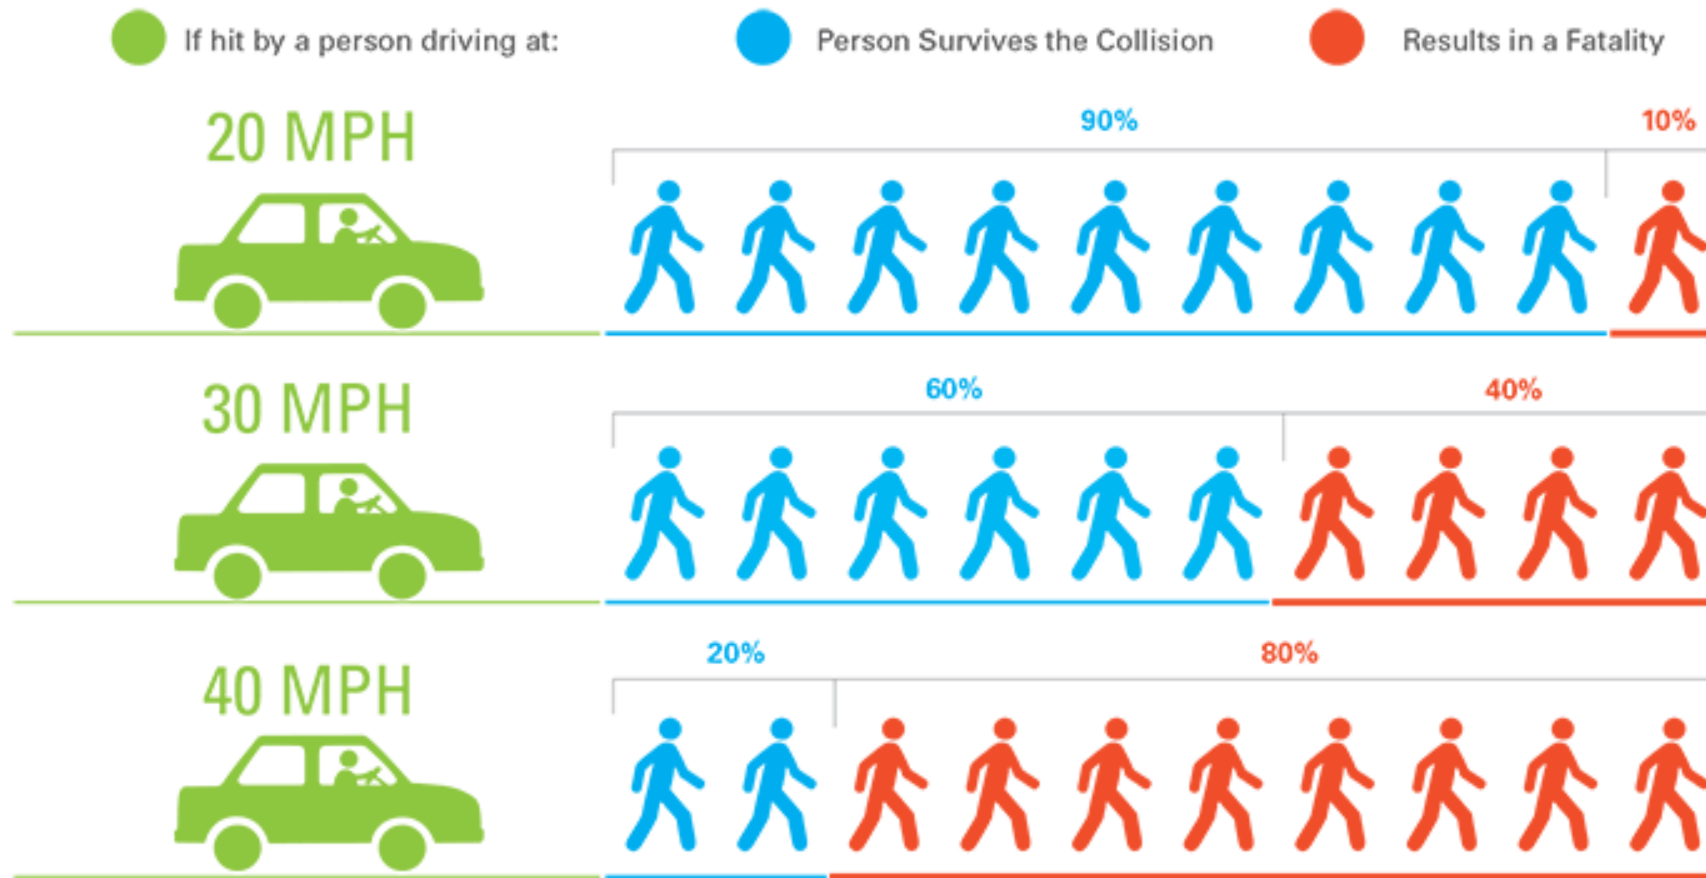 If hit by a person driving at:
Person Survives the Collision
Results in a Fatality
20 MPH
90%
10%
30 MPH
60%
40%
40 MPH
20%
80%